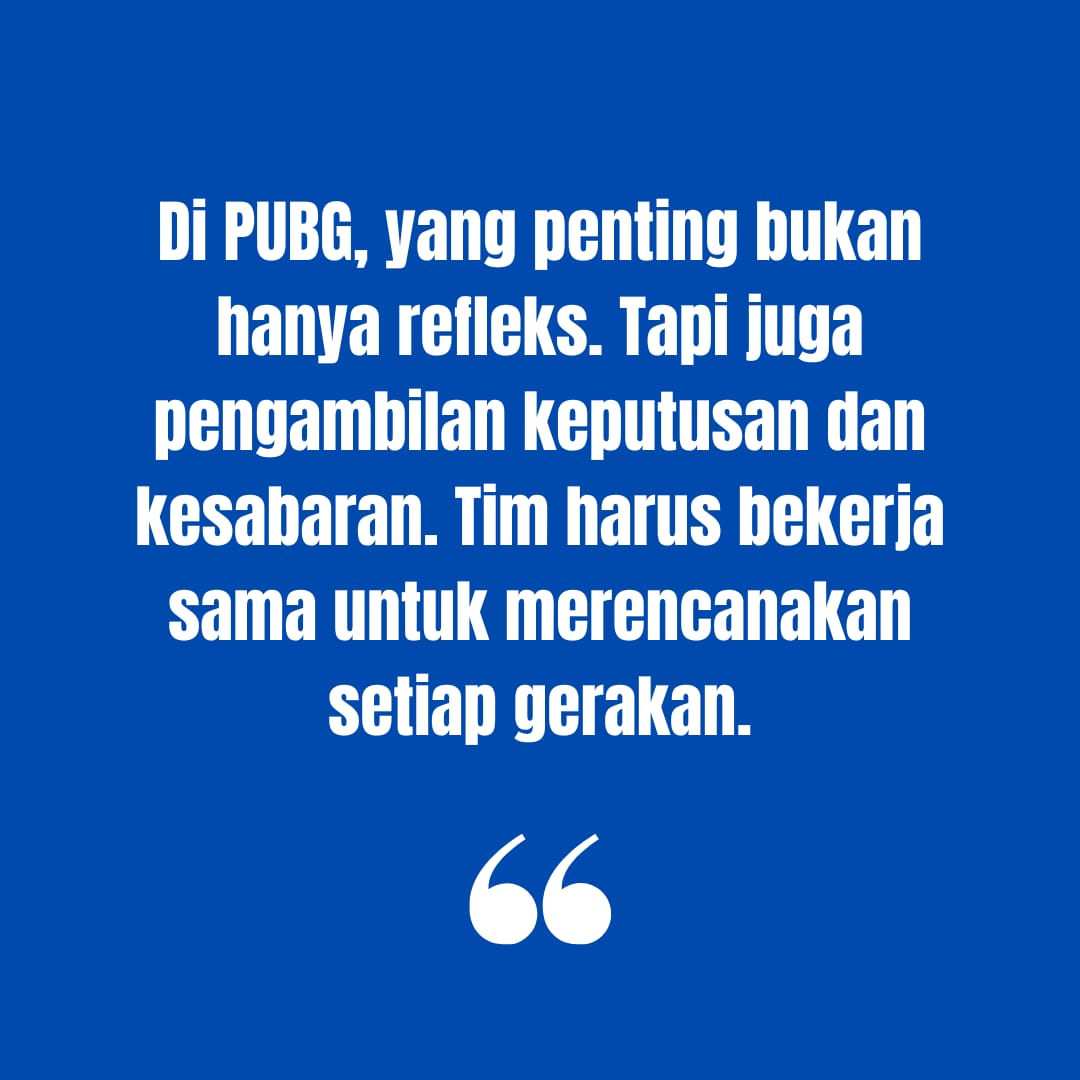 Di PUBG, yang penting bukan
hanya refleks. Tapi juga
pengambilan keputusan dan
kesabaran. Tim harus bekerja
sama untuk merencanakan
setiap gerakan.
“